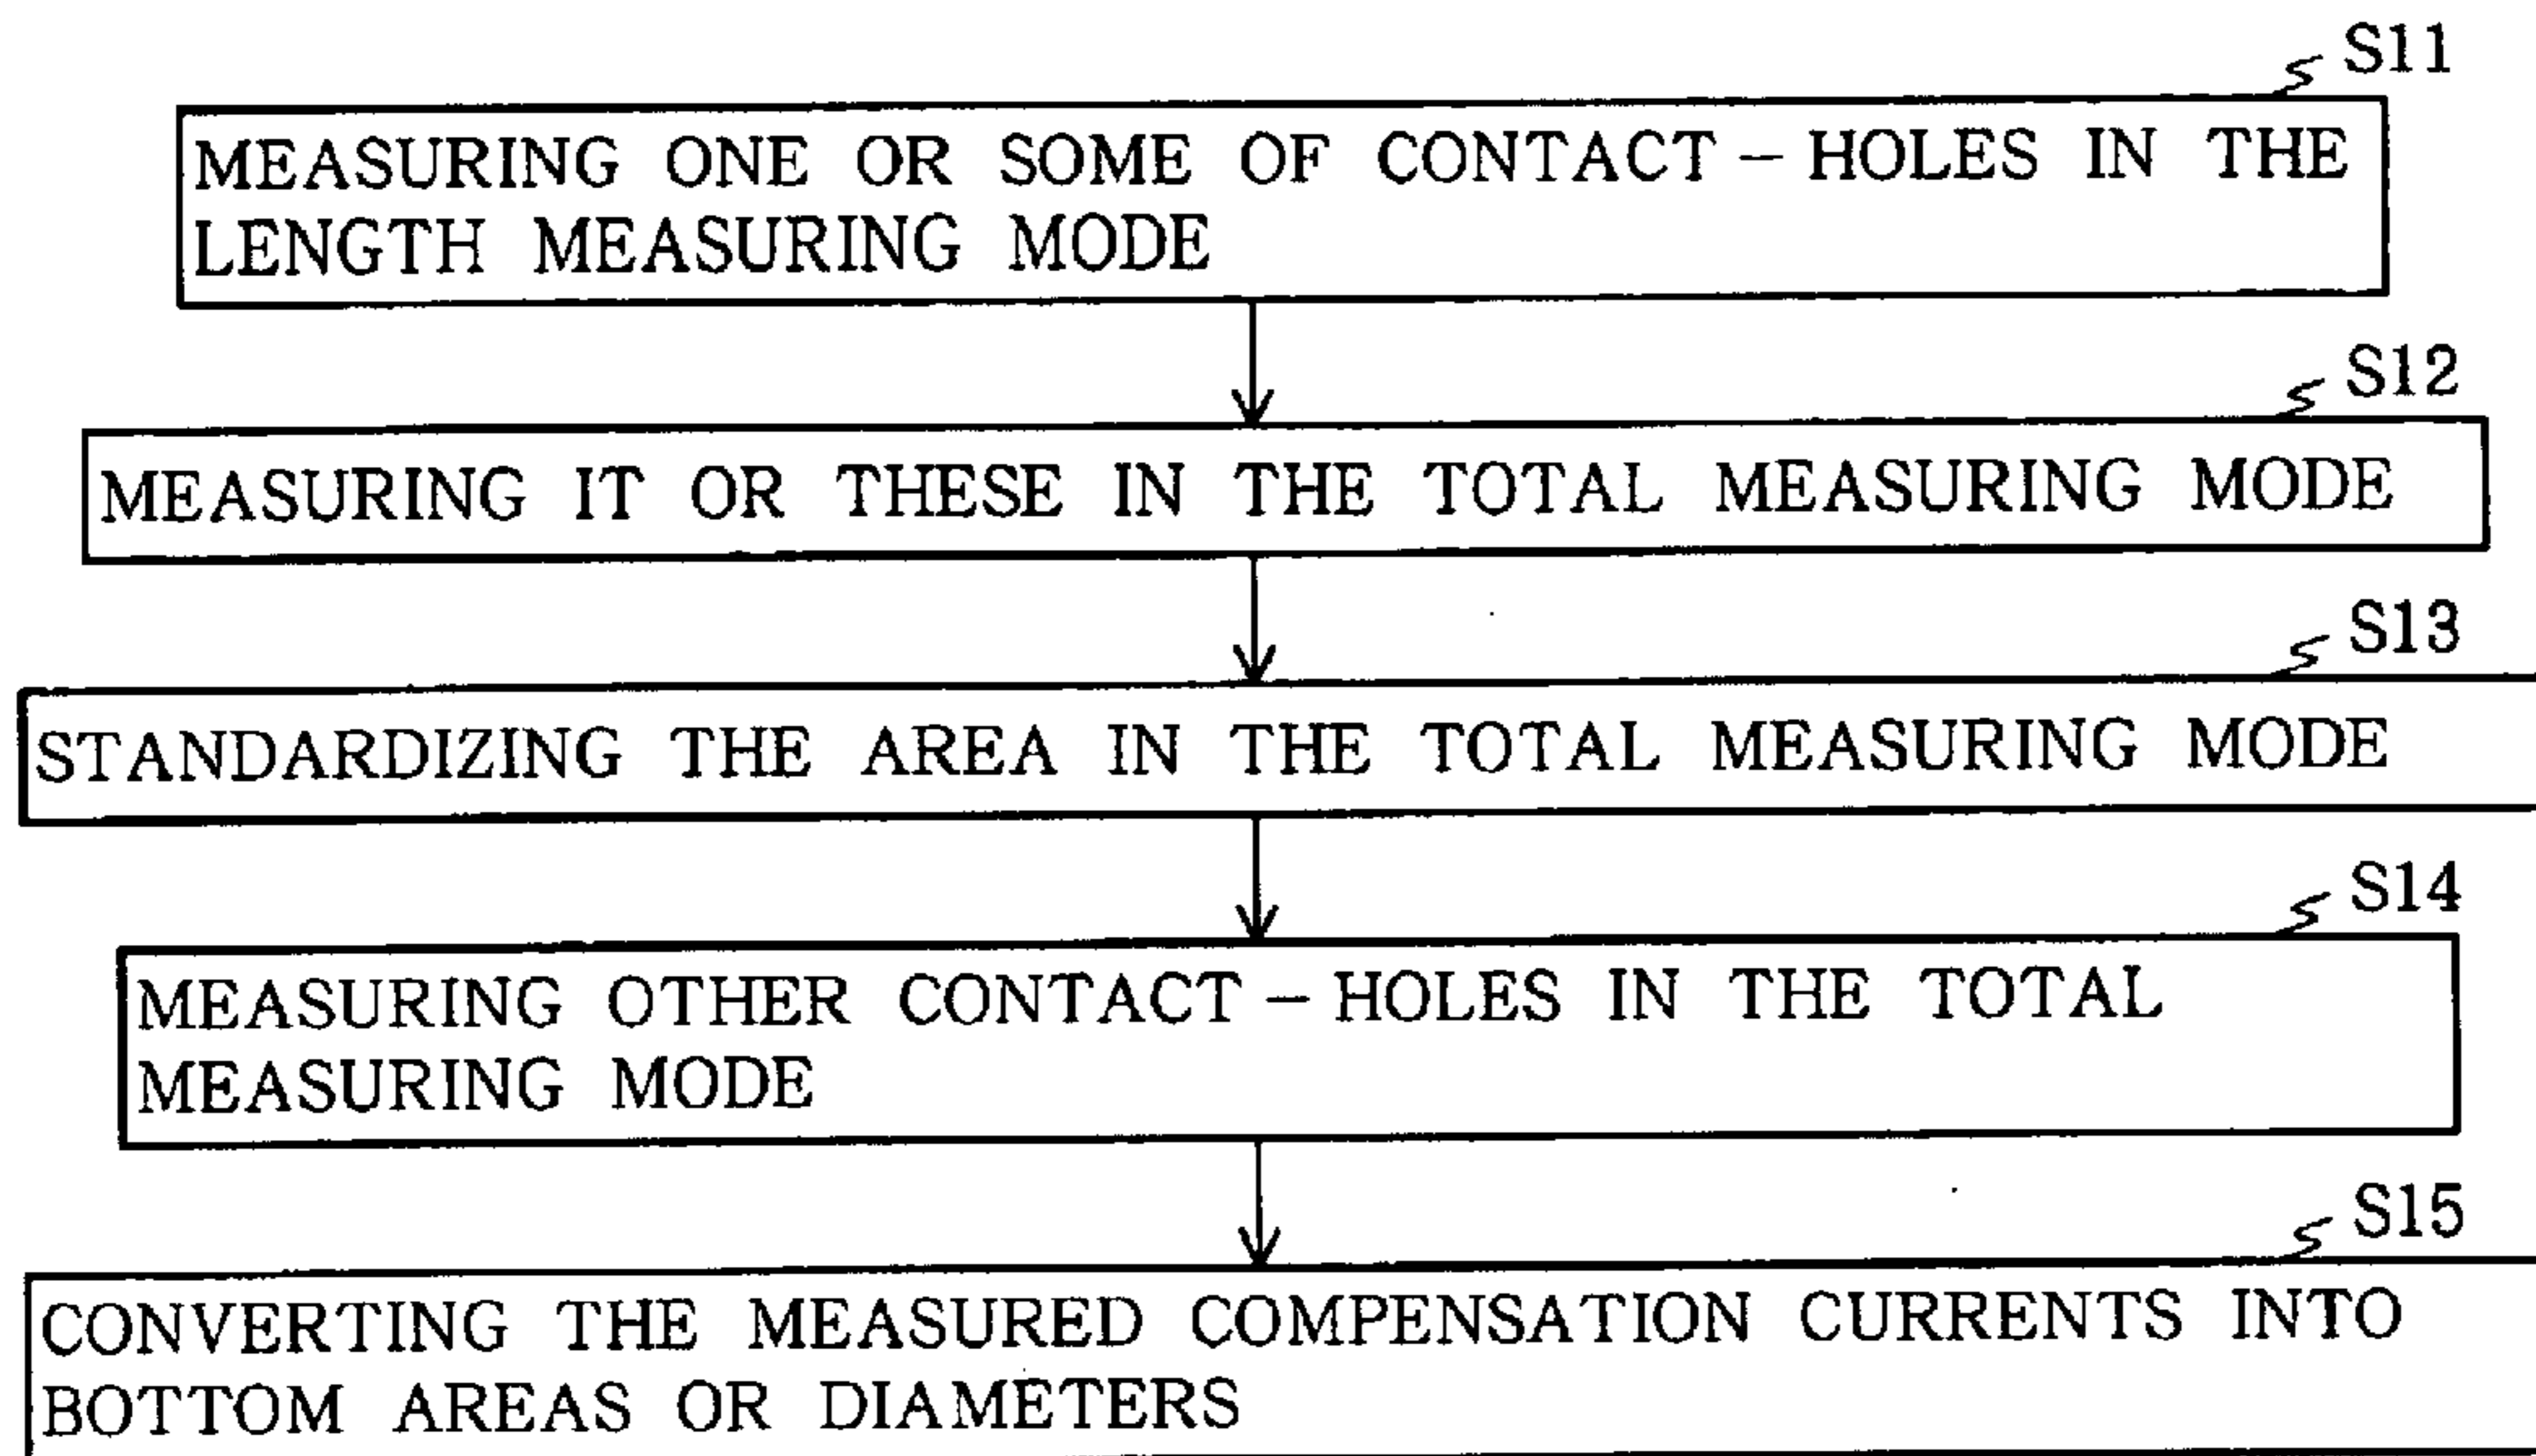 S11
MEASURING ONE OR SOME OF CONTACT – HOLES IN THE
LENGTH MEASURING MODE
S12
MEASURING IT OR THESE IN THE TOTAL MEASURING MODE
S13
STANDARDIZING THE AREA IN THE TOTAL MEASURING MODE
S14
MEASURING OTHER CONTACT – HOLES IN THE TOTAL
MEASURING MODE
S15
CONVERTING THE MEASURED COMPENSATION CURRENTS INTO
BOTTOM AREAS OR DIAMETERS